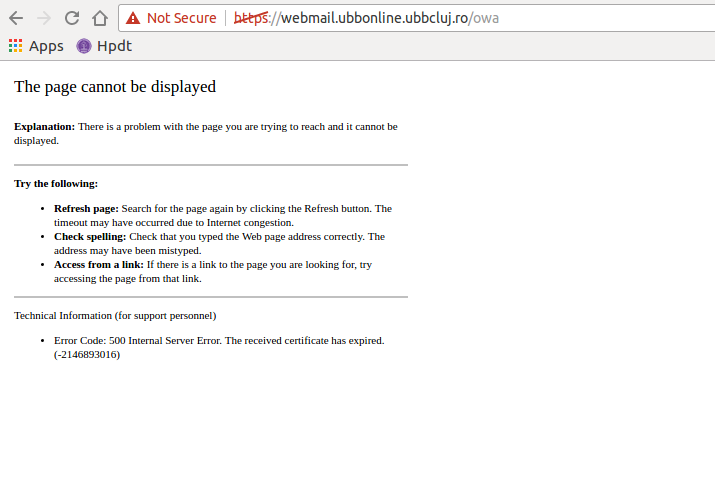 Not Secure https://webmail.ubbonline.ubbcluj.ro/owa
Apps Hpdt
The page cannot be displayed
Explanation: There is a problem with the page you are trying to reach and it cannot be
displayed.
Try the following:
• Refresh page: Search for the page again by clicking the Refresh button. The
timeout may have occurred due to Internet congestion.
• Check spelling: Check that you typed the Web page address correctly. The
address may have been mistyped.
• Access from a link: If there is a link to the page you are looking for, try
accessing the page from that link.
Technical Information (for support personnel)
• Error Code: 500 Internal Server Error. The received certificate has expired.
(-2146893016)